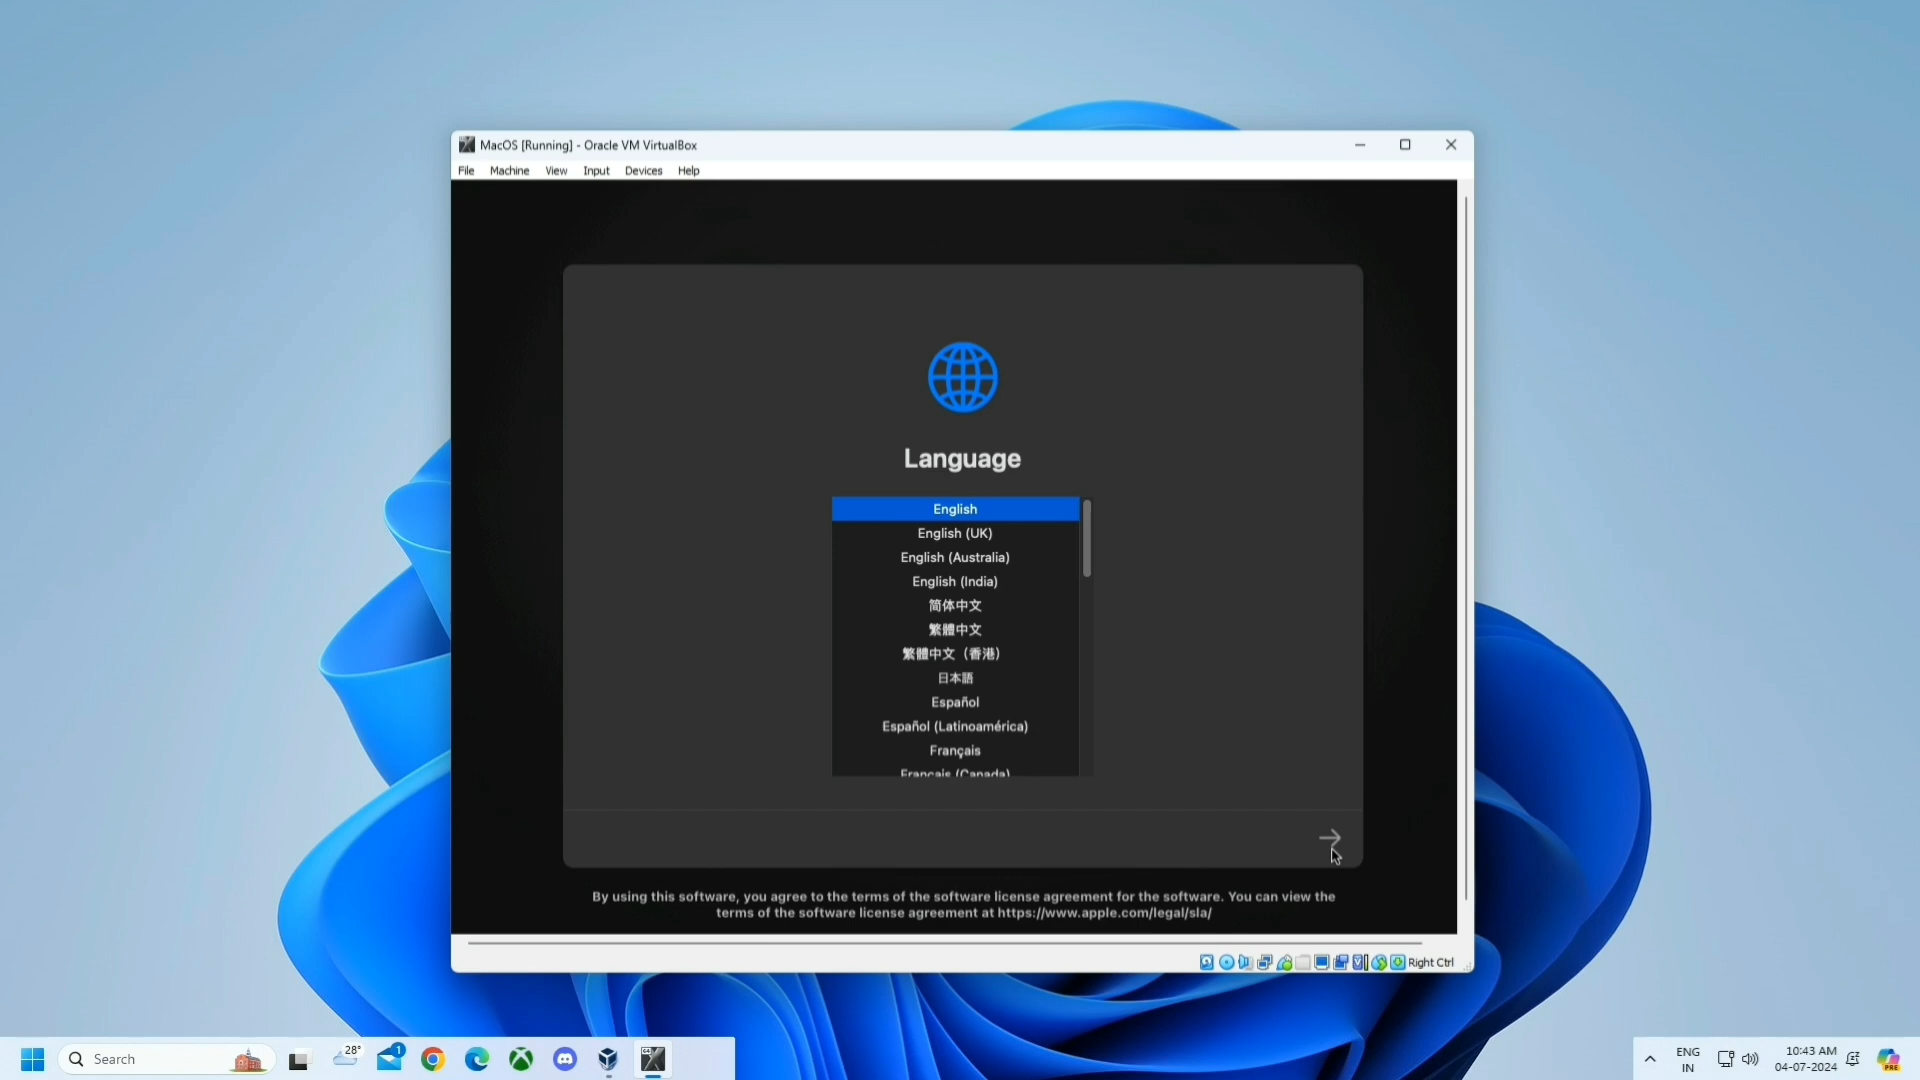 MacOS [Running] - Oracle VM VirtualBox
File Machine View Input Devices Help
Language
English
English (UK)
English (Australia)
English (India)
简体中文
繁體中文
繁體中文（香港）
日本語
Español
Español (Latinoamérica)
Français
Français (Canada)
By using this software, you agree to the terms of the software license agreement for the software. You can view the
terms of the software license agreement at https://www.apple.com/legal/sla/
Right Ctrl
Search
28°
1
ENG
IN
10:43 AM
04-07-2024
PRE